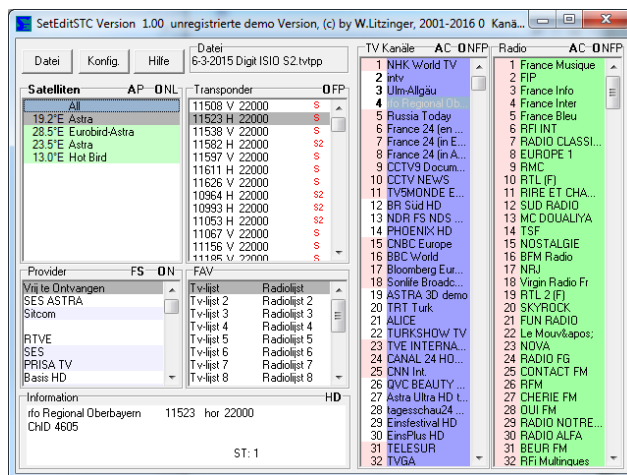 SetEditSTC Version 1.00 unregistrierte demo Version, (c) by W.Litzinger, 2001-2016 0 Kanä...
Datei Konfig. Hilfe
Datei
6-3-2015 Digit ISIO S2.tvtpp
Satelliten AP ONL
All
19.2°E Astra
28.5°E Eurobird-Astra
23.5°E Astra
13.0°E Hot Bird
Transponder OFP
11508 V 22000 S
11523 H 22000 S
11538 V 22000 S
11582 H 22000 S2
11597 V 22000 S
11611 H 22000 S
11626 V 22000 S
10964 H 22000 S2
10993 H 22000 S2
11053 H 22000 S2
11067 V 22000 S
11156 V 22000 S
11185 V 22000 S
Provider FS ON
Vrij te Ontvangen
SES ASTRA
Sitcom
RTVE
SES
PRISA TV
Basis HD
FAV
Tv-lijst Radiolijst
Tv-lijst 2 Radiolijst 2
Tv-lijst 3 Radiolijst 3
Tv-lijst 4 Radiolijst 4
Tv-lijst 5 Radiolijst 5
Tv-lijst 6 Radiolijst 6
Tv-lijst 7 Radiolijst 7
Tv-lijst 8 Radiolijst 8
Information HD
rfo Regional Oberbayern 11523 hor 22000
ChID 4605
ST: 1
TV Kanäle AC ONFP
1 NHK World TV
2 intv
3 Ulm-Allgäu
4 rfo Regional Ob...
5 Russia Today
6 France 24 (en ...
7 France 24 (in E...
8 France 24 (in A...
9 CCTV9 Docum...
10 CCTV NEWS
11 TV5MONDE E...
12 BR Süd HD
13 NDR FS NDS ...
14 PHOENIX HD
15 CNBC Europe
16 BBC World
17 Bloomberg Eur...
18 Sonlife Broadc...
19 ASTRA 3D demo
20 TRT Turk
21 ALICE
22 TURKSHOW TV
23 TVE INTERNA...
24 CANAL 24 HO...
25 CNN Int.
26 QVC BEAUTY ...
27 Astra Ultra HD t...
28 tagesschau24 ...
29 Einsfestival HD
30 EinsPlus HD
31 TELESUR
32 TVGA
Radio AC ONFP
1 France Musique
2 FIP
3 France Info
4 France Inter
5 France Bleu
6 RFI INT
7 RADIO CLASSI...
8 EUROPE 1
9 RMC
10 RTL (F)
11 RIRE ET CHA...
12 SUD RADIO
13 MC DOUALIYA
14 TSF
15 NOSTALGIE
16 BFM Radio
17 NRJ
18 Virgin Radio Fr
19 RTL 2 (F)
20 SKYROCK
21 FUN RADIO
22 Le Mouv&apos;
23 NOVA
24 RADIO FG
25 CONTACT FM
26 RFM
27 CHERIE FM
28 OUI FM
29 RADIO NOTRE...
30 RADIO ALFA
31 BEUR FM
32 RFi Multingues